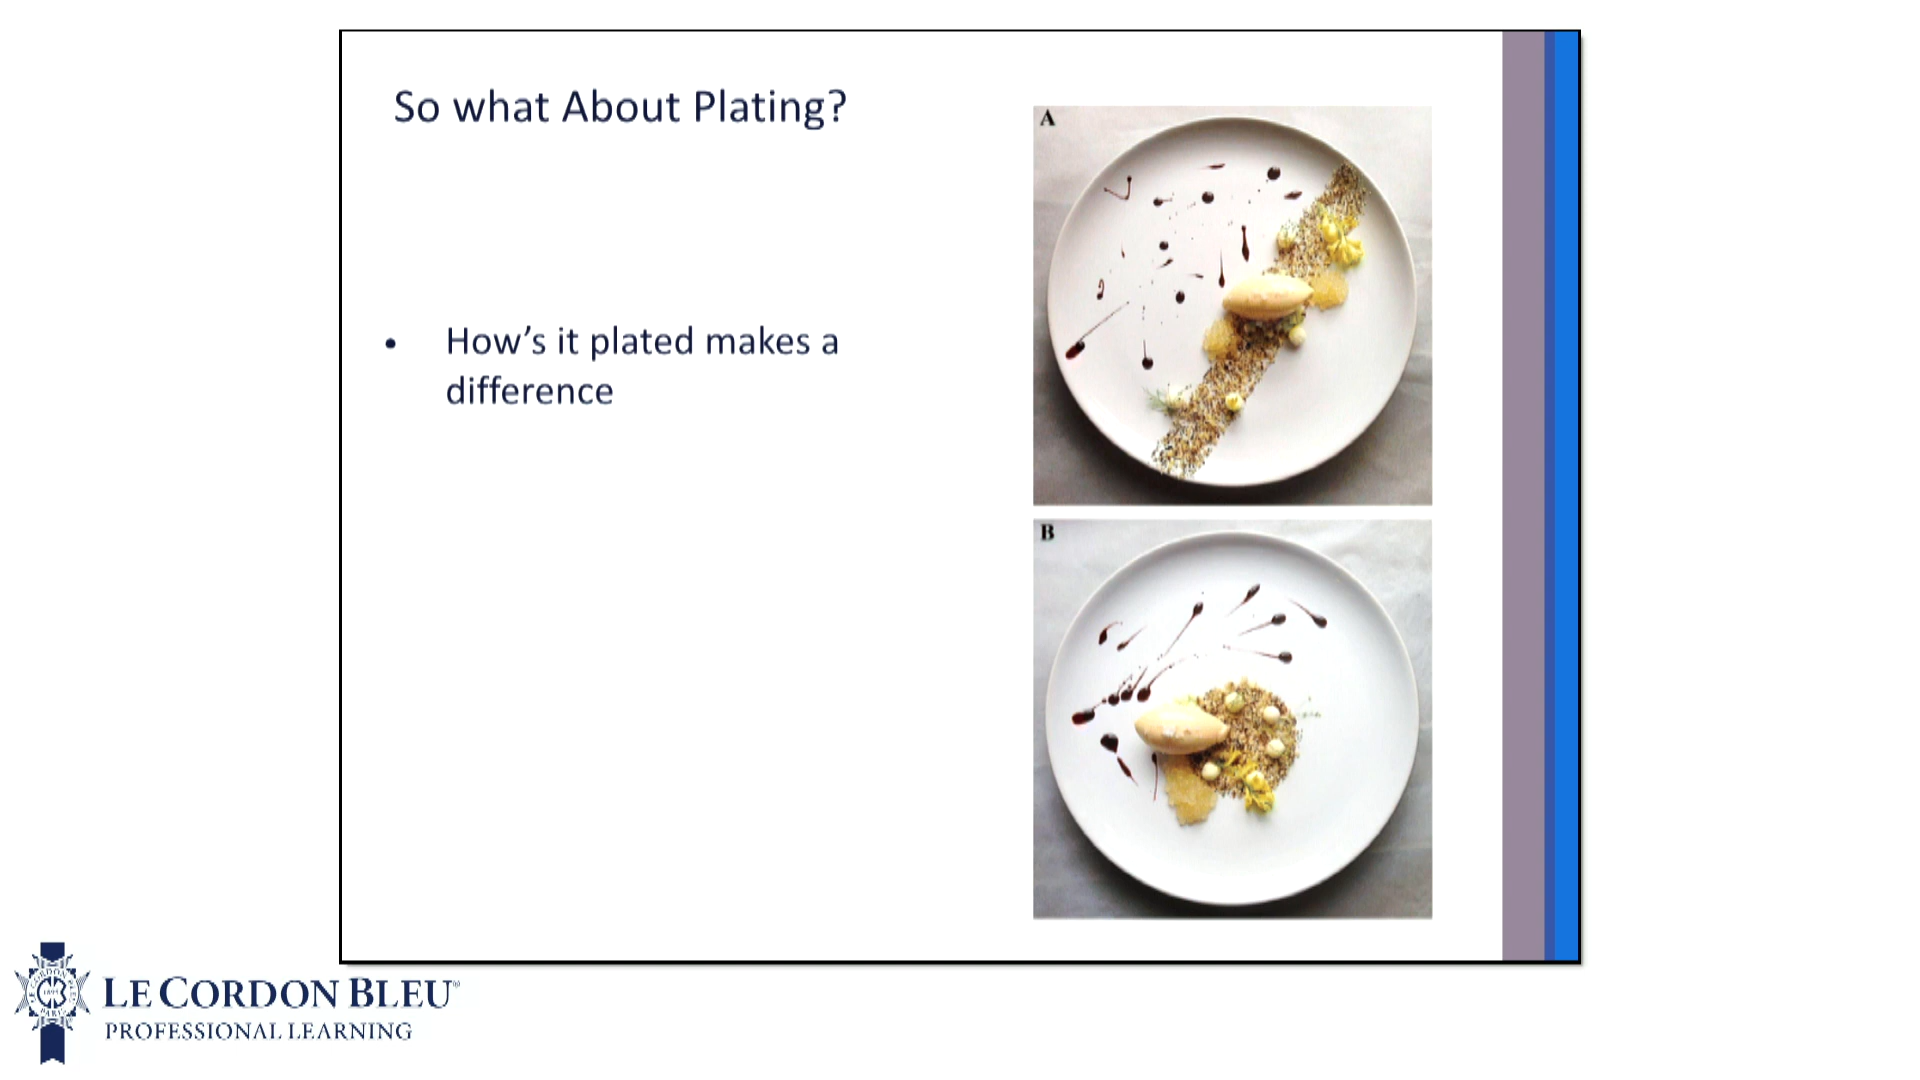 So what About Plating?
• How's it plated makes a
difference
A
B
LE CORDON BLEU®
PROFESSIONAL LEARNING